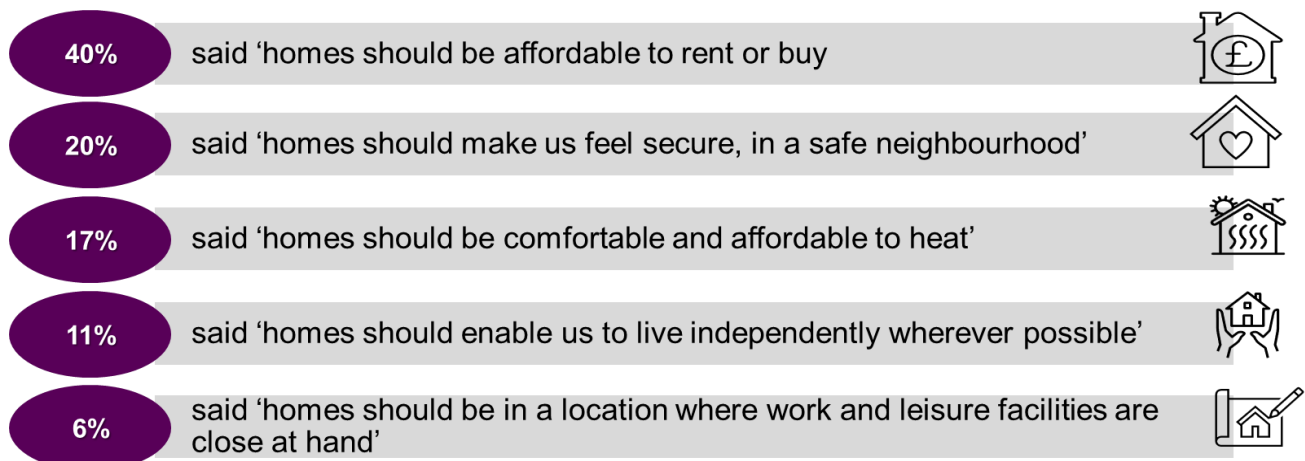 40% said ‘homes should be affordable to rent or buy
£
20% said ‘homes should make us feel secure, in a safe neighbourhood’
17% said ‘homes should be comfortable and affordable to heat’
11% said ‘homes should enable us to live independently wherever possible’
6% said ‘homes should be in a location where work and leisure facilities are
close at hand’